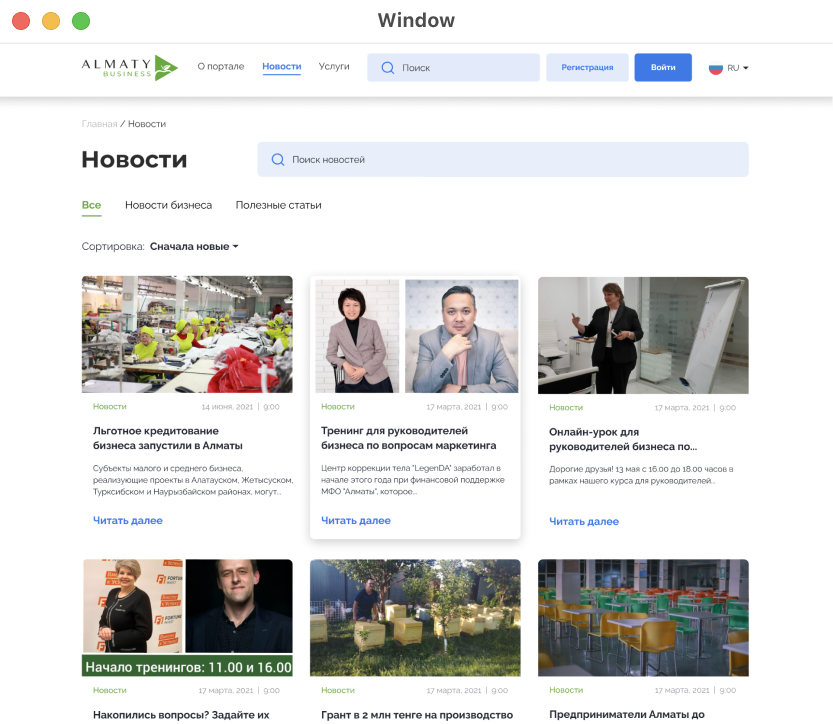 Window
ALMATY
BUSINESS
О портале
Новости
Услуги
Поиск
Регистрация
Войти
RU
Главная / Новости
Новости
Поиск новостей
Все
Новости бизнеса
Полезные статьи
Сортировка: Сначала новые
Новости
14 июня, 2021 | 9:00
Льготное кредитование
бизнеса запустили в Алматы
Субъекты малого и среднего бизнеса,
реализующие проекты в Алатауском, Жетысуском,
Турксибском и Наурызбайском районах, могут...
Читать далее
Новости
17 марта, 2021 | 9:00
Тренинг для руководителей
бизнеса по вопросам маркетинга
Центр коррекции тела "LegenDA" заработал в
начале этого года при финансовой поддержке
МФО "Алматы", которое...
Читать далее
Новости
17 марта, 2021 | 9:00
Онлайн-урок для
руководителей бизнеса по...
Дорогие друзья! 13 мая с 16.00 до 18.00 часов в
рамках нашего курса для руководителей...
Читать далее
Начало тренингов: 11.00 и 16.00
Новости
17 марта, 2021 | 9:00
Накопились вопросы? Задайте их
Новости
17 марта, 2021 | 9:00
Грант в 2 млн тенге на производство
Новости
17 марта, 2021 | 9:00
Предприниматели Алматы до